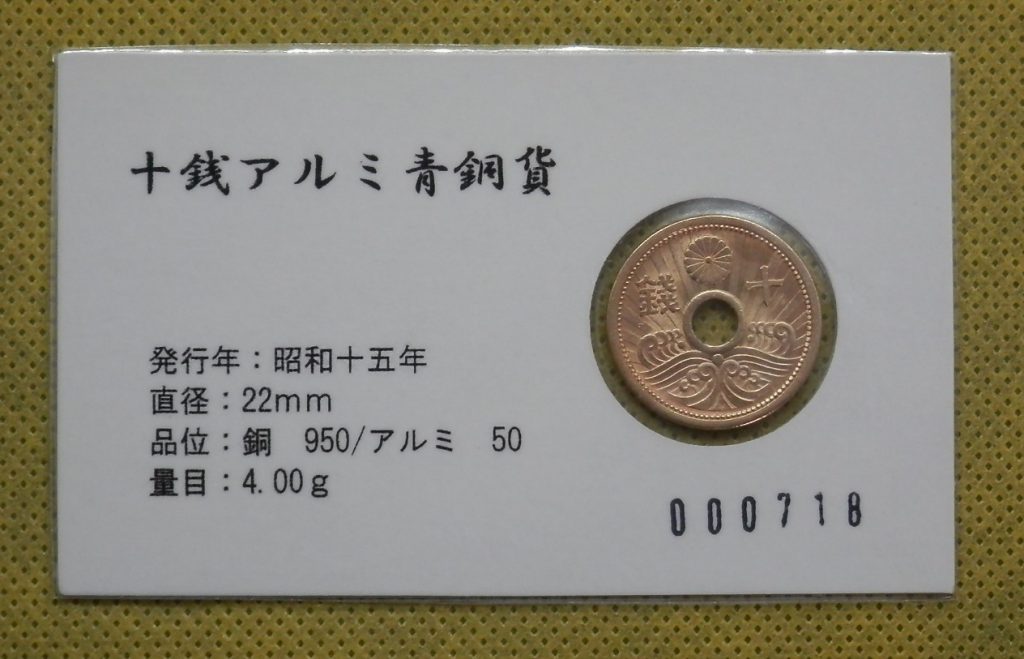 十銭アルミ青銅貨
十
錢
発行年：昭和十五年
直径：22mm
品位：銅　950/アルミ　50
量目：4.00g
000718